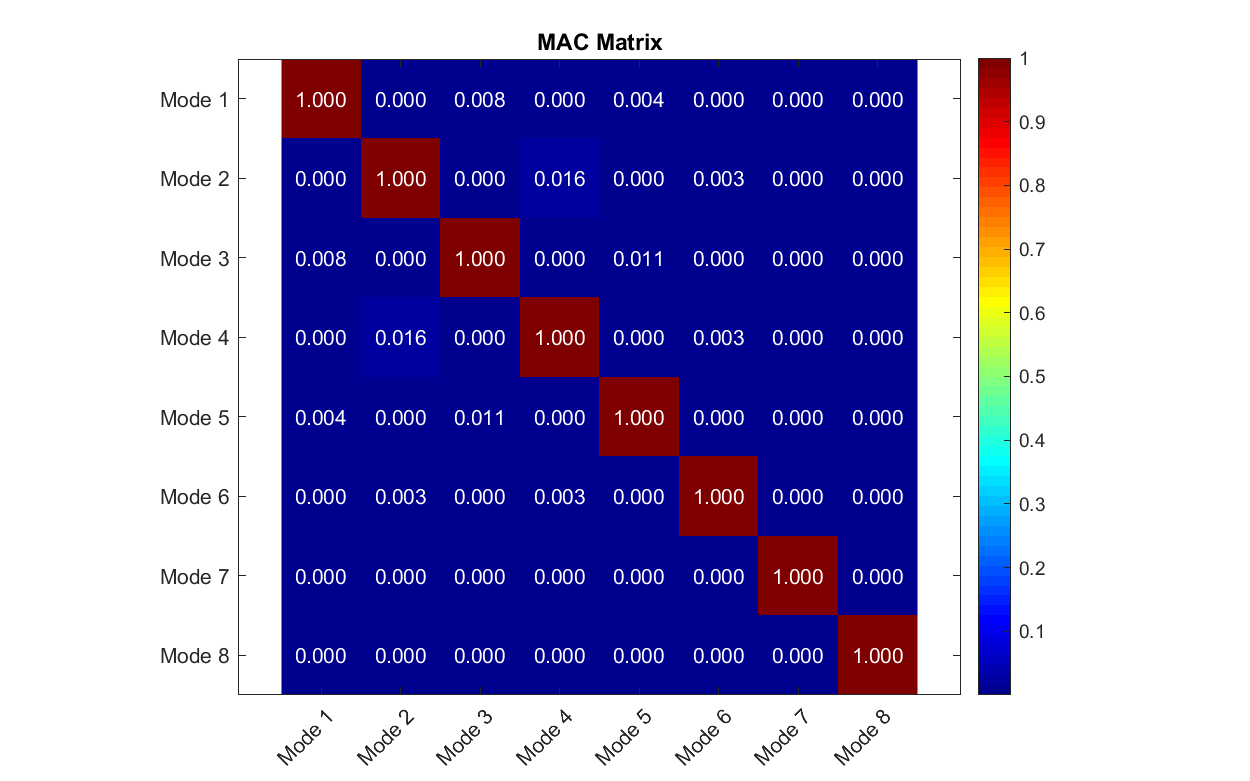 MAC Matrix
1
Mode 1 1.000 0.000 0.008 0.000 0.004 0.000 0.000 0.000
0.9
Mode 2 0.000 1.000 0.000 0.016 0.000 0.003 0.000 0.000
0.8
0.7
Mode 3 0.008 0.000 1.000 0.000 0.011 0.000 0.000 0.000
0.6
Mode 4 0.000 0.016 0.000 1.000 0.000 0.003 0.000 0.000
0.5
Mode 5 0.004 0.000 0.011 0.000 1.000 0.000 0.000 0.000
0.4
Mode 6 0.000 0.003 0.000 0.003 0.000 1.000 0.000 0.000
0.3
0.2
Mode 7 0.000 0.000 0.000 0.000 0.000 0.000 1.000 0.000
0.1
Mode 8 0.000 0.000 0.000 0.000 0.000 0.000 0.000 1.000
Mode 1 Mode 2 Mode 3 Mode 4 Mode 5 Mode 6 Mode 7 Mode 8